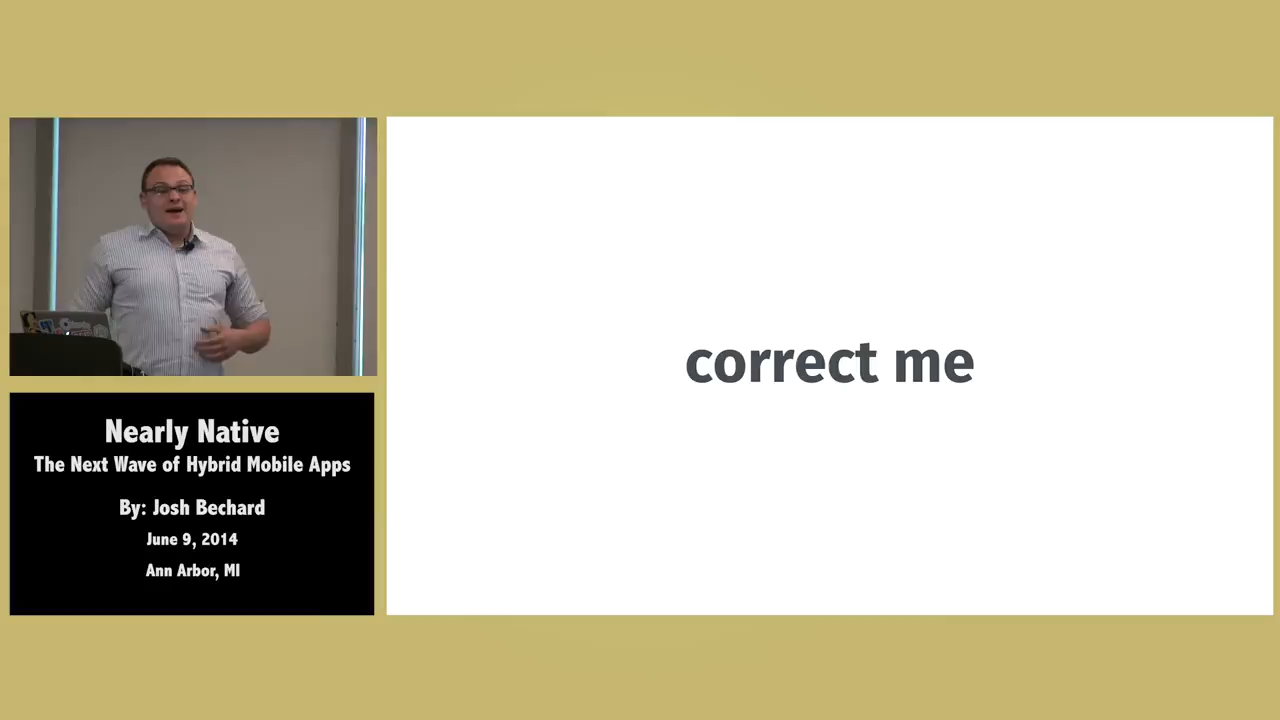 Nearly Native
The Next Wave of Hybrid Mobile Apps
By: Josh Bechard
June 9, 2014
Ann Arbor, MI
correct me